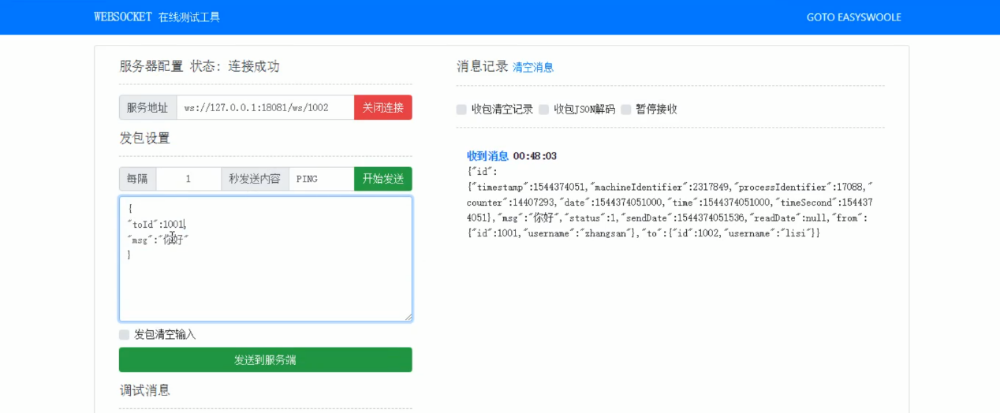 WEBSOCKET 在线测试工具
GOTO EASYSWOOLE
服务器配置 状态: 连接成功
服务地址 ws://127.0.0.1:18081/ws/1002 关闭连接
发包设置
每隔 1 秒发送内容 PING 开始发送
{
"toId":1001,
"msg":"你好"
}
发包清空输入
发送到服务端
调试消息
消息记录 清空消息
收包清空记录 收包JSON解码 暂停接收
收到消息 00:48:03
{"id":
{"timestamp":1544374051,"machineIdentifier":2317849,"processIdentifier":17088,"
counter":14407293,"date":1544374051000,"time":1544374051000,"timeSecond":154437
4051},"msg":"你好","status":1,"sendDate":1544374051536,"readDate":null,"from":
{"id":1001,"username":"zhangsan"},"to":{"id":1002,"username":"lisi"}}